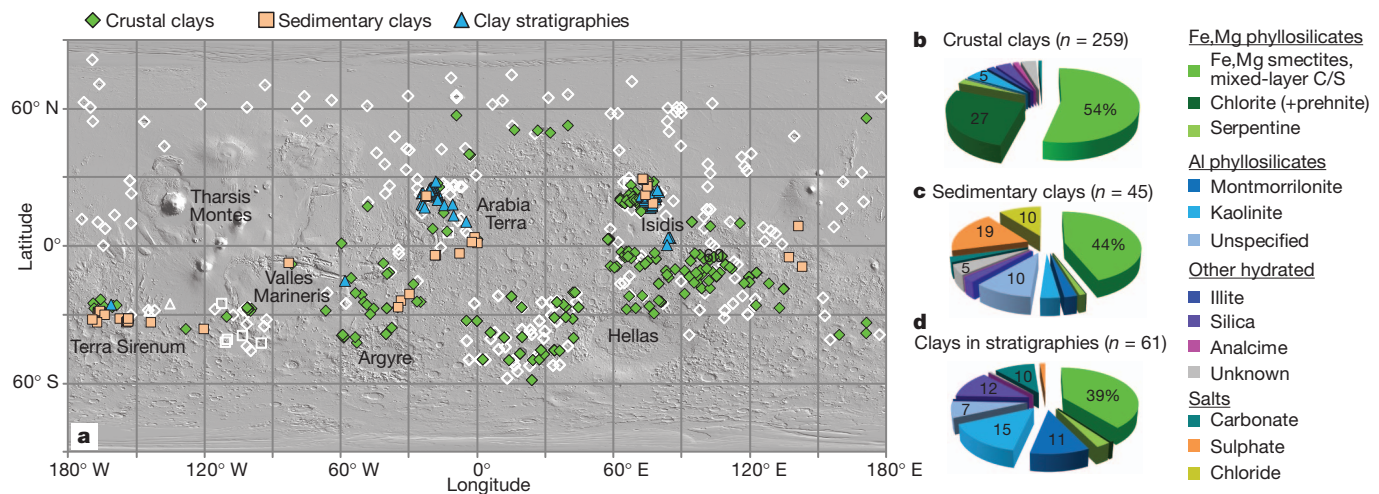 Crustal clays
Sedimentary clays
Clay stratigraphies
60° N
0°
60° S
Latitude
Tharsis
Montes
Arabia
Terra
Isidis
Valles
Marineris
Terra Sirenum
Argyre
Hellas
a
180° W
120° W
60 W
0°
60° E
120° E
180° E
Longitude
b Crustal clays (n = 259)
5
27
54%
c Sedimentary clays (n = 45)
10
19
5
10
44%
d
Clays in stratigraphies (n = 61)
10
12
7
15
11
39%
Fe,Mg phyllosilicates
Fe,Mg smectites,
mixed-layer C/S
Chlorite (+prehnite)
Serpentine
Al phyllosilicates
Montmorrilonite
Kaolinite
Unspecified
Other hydrated
Illite
Silica
Analcime
Unknown
Salts
Carbonate
Sulphate
Chloride